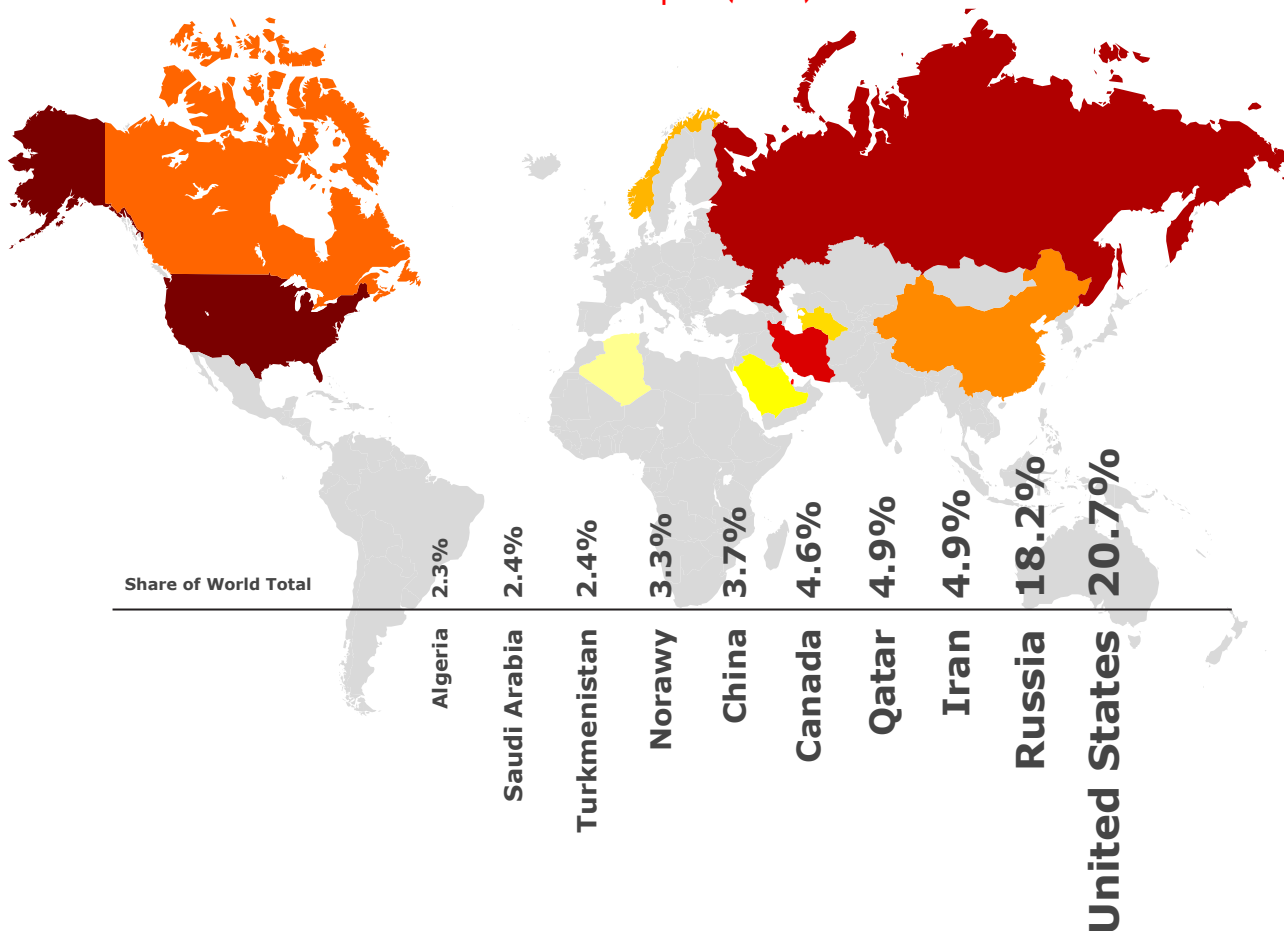 Share of World Total
2.3%
2.4%
2.4%
3.3%
3.7%
4.6%
4.9%
4.9%
18.2%
20.7%
Algeria
Saudi Arabia
Turkmenistan
Norawy
China
Canada
Qatar
Iran
Russia
United States